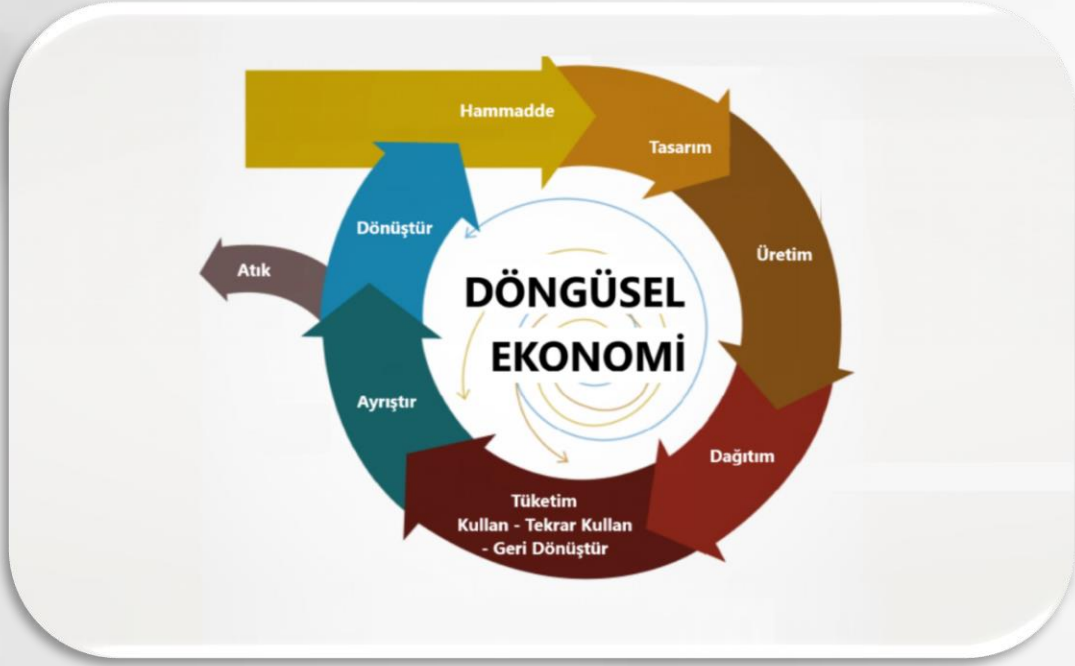 Hammadde
Tasarım
Üretim
Dağıtım
Tüketim
Kullan - Tekrar Kullan
- Geri Dönüştür
Ayrıştır
Dönüştür
Atık
DÖNGÜSEL
EKONOMİ